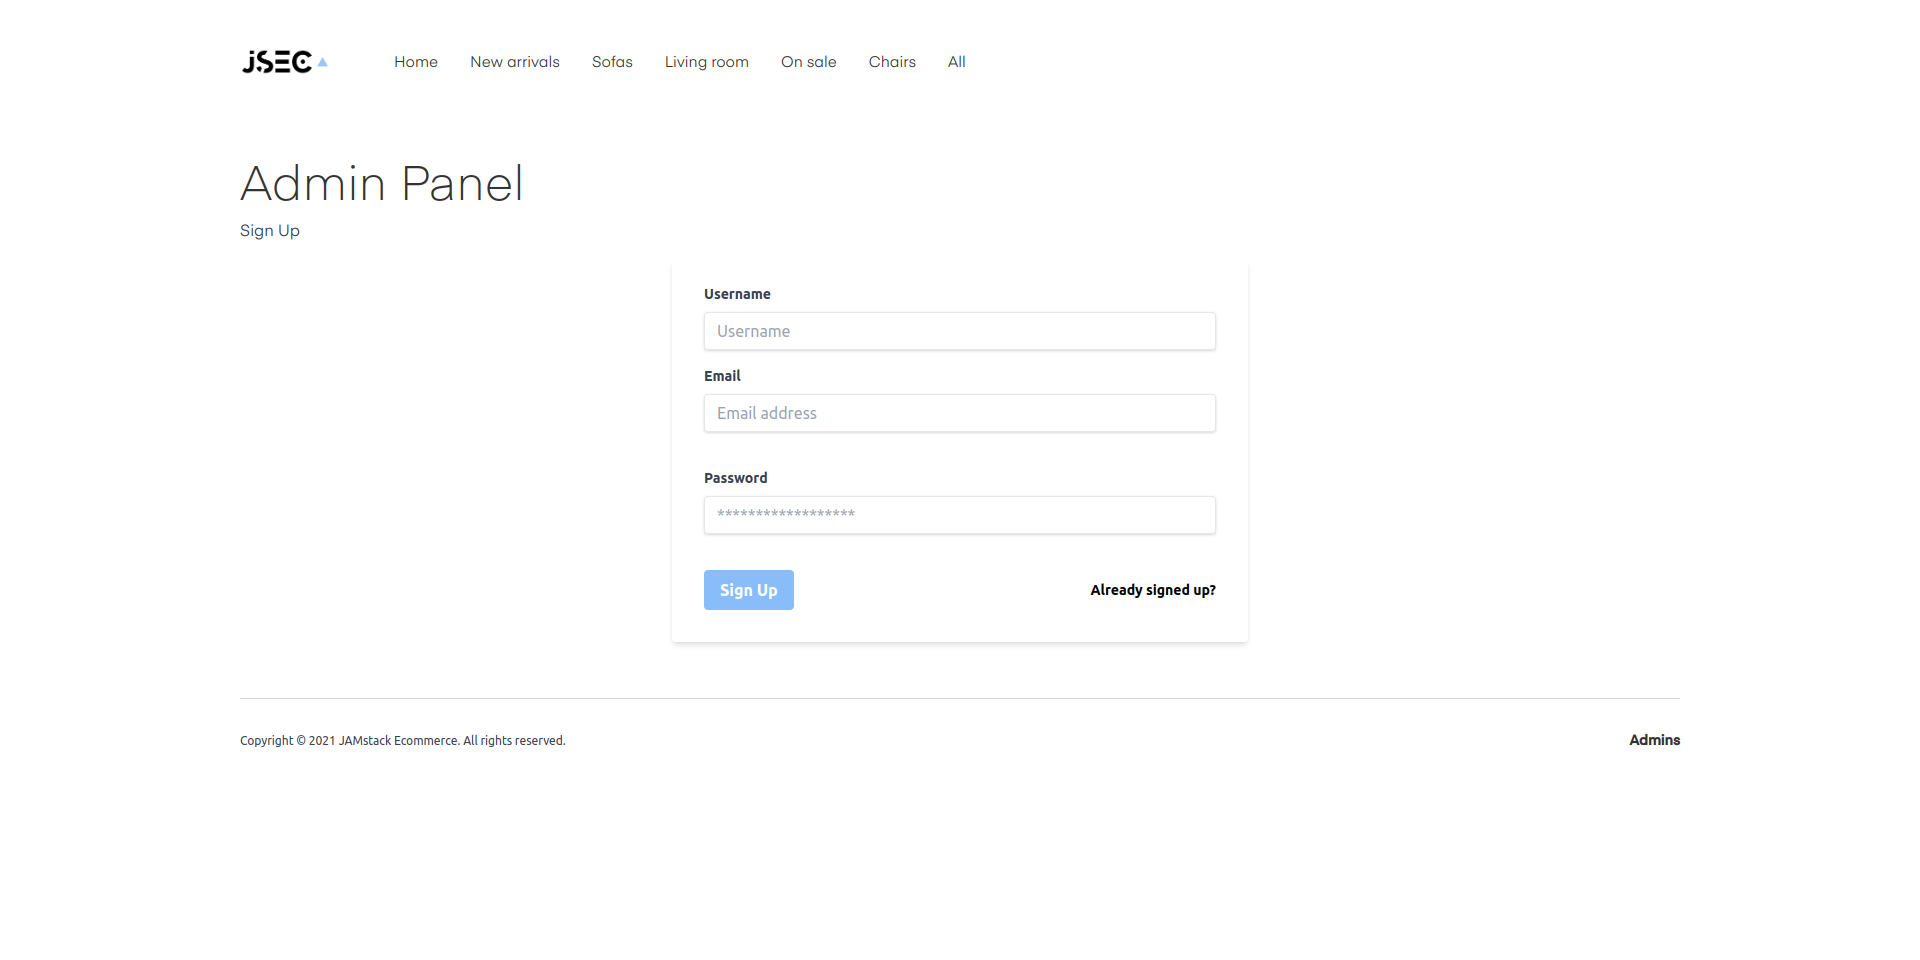 JSEC
Home New arrivals Sofas Living room On sale Chairs All
Admin Panel
Sign Up
Username
Username
Email
Email address
Password
******************
Sign Up Already signed up?
Copyright © 2021 JAMstack Ecommerce. All rights reserved. Admins